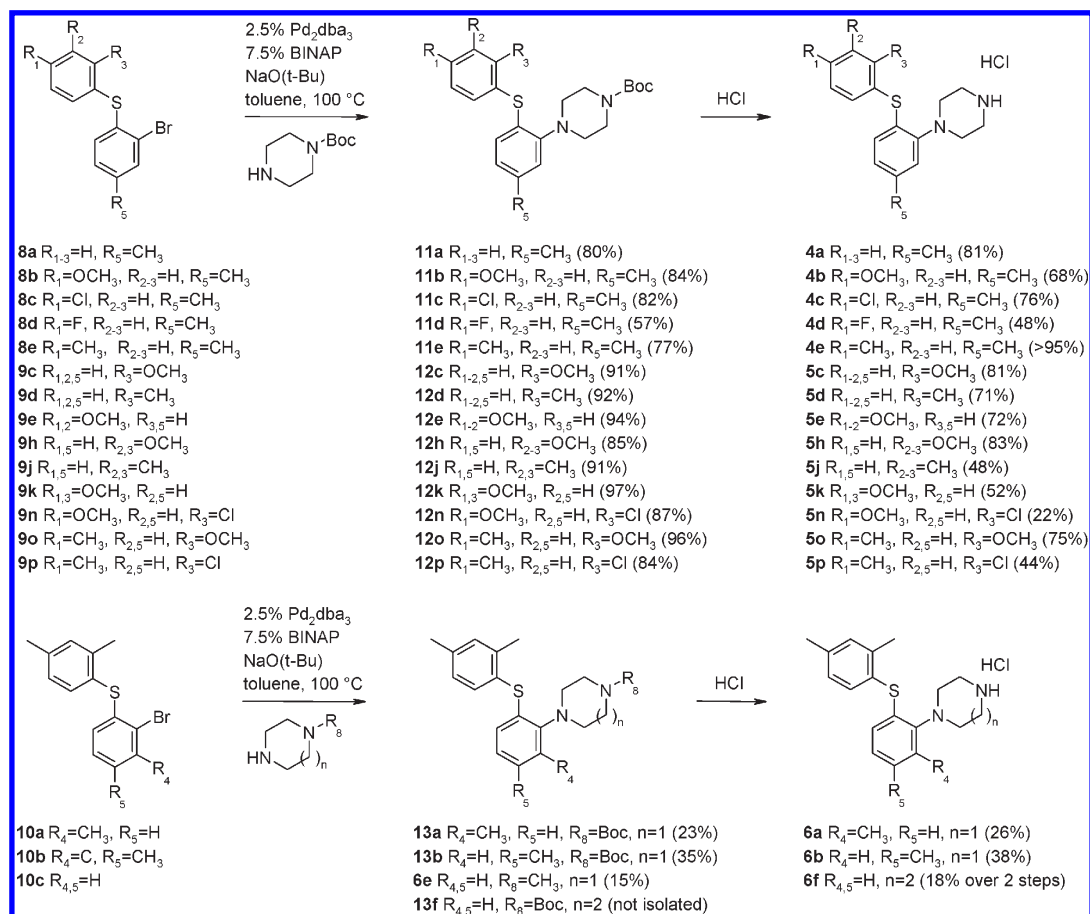 R₁ R₂ R₃ S Br R₅
2.5% Pd₂dba₃
7.5% BINAP
NaO(t-Bu)
toluene, 100 °C
HN N Boc
R₁ R₂ R₃ S N N Boc R₅
HCl
R₁ R₂ R₃ S N NH HCl R₅
8a R₁₋₃=H, R₅=CH₃
8b R₁=OCH₃, R₂₋₃=H, R₅=CH₃
8c R₁=Cl, R₂₋₃=H, R₅=CH₃
8d R₁=F, R₂₋₃=H, R₅=CH₃
8e R₁=CH₃, R₂₋₃=H, R₅=CH₃
9c R₁,₂,₅=H, R₃=OCH₃
9d R₁,₂,₅=H, R₃=CH₃
9e R₁,₂=OCH₃, R₃,₅=H
9h R₁,₅=H, R₂,₃=OCH₃
9j R₁,₅=H, R₂,₃=CH₃
9k R₁,₃=OCH₃, R₂,₅=H
9n R₁=OCH₃, R₂,₅=H, R₃=Cl
9o R₁=CH₃, R₂,₅=H, R₃=OCH₃
9p R₁=CH₃, R₂,₅=H, R₃=Cl
11a R₁₋₃=H, R₅=CH₃ (80%)
11b R₁=OCH₃, R₂₋₃=H, R₅=CH₃ (84%)
11c R₁=Cl, R₂₋₃=H, R₅=CH₃ (82%)
11d R₁=F, R₂₋₃=H, R₅=CH₃ (57%)
11e R₁=CH₃, R₂₋₃=H, R₅=CH₃ (77%)
12c R₁₋₂,₅=H, R₃=OCH₃ (91%)
12d R₁₋₂,₅=H, R₃=CH₃ (92%)
12e R₁₋₂=OCH₃, R₃,₅=H (94%)
12h R₁,₅=H, R₂₋₃=OCH₃ (85%)
12j R₁,₅=H, R₂,₃=CH₃ (91%)
12k R₁,₃=OCH₃, R₂,₅=H (97%)
12n R₁=OCH₃, R₂,₅=H, R₃=Cl (87%)
12o R₁=CH₃, R₂,₅=H, R₃=OCH₃ (96%)
12p R₁=CH₃, R₂,₅=H, R₃=Cl (84%)
4a R₁₋₃=H, R₅=CH₃ (81%)
4b R₁=OCH₃, R₂₋₃=H, R₅=CH₃ (68%)
4c R₁=Cl, R₂₋₃=H, R₅=CH₃ (76%)
4d R₁=F, R₂₋₃=H, R₅=CH₃ (48%)
4e R₁=CH₃, R₂₋₃=H, R₅=CH₃ (>95%)
5c R₁₋₂,₅=H, R₃=OCH₃ (81%)
5d R₁₋₂,₅=H, R₃=CH₃ (71%)
5e R₁₋₂=OCH₃, R₃,₅=H (72%)
5h R₁,₅=H, R₂₋₃=OCH₃ (83%)
5j R₁,₅=H, R₂₋₃=CH₃ (48%)
5k R₁,₃=OCH₃, R₂,₅=H (52%)
5n R₁=OCH₃, R₂,₅=H, R₃=Cl (22%)
5o R₁=CH₃, R₂,₅=H, R₃=OCH₃ (75%)
5p R₁=CH₃, R₂,₅=H, R₃=Cl (44%)
S Br R₄ R₅
2.5% Pd₂dba₃
7.5% BINAP
NaO(t-Bu)
toluene, 100 °C
HN N R₈ ( )n
S N N R₈ ( )n R₄ R₅
HCl
S N NH HCl ( )n R₄ R₅
10a R₄=CH₃, R₅=H
10b R₄=C, R₅=CH₃
10c R₄,₅=H
13a R₄=CH₃, R₅=H, R₈=Boc, n=1 (23%)
13b R₄=H, R₅=CH₃, R₈=Boc, n=1 (35%)
6e R₄,₅=H, R₈=CH₃, n=1 (15%)
13f R₄,₅=H, R₈=Boc, n=2 (not isolated)
6a R₄=CH₃, R₅=H, n=1 (26%)
6b R₄=H, R₅=CH₃, n=1 (38%)
6f R₄,₅=H, n=2 (18% over 2 steps)